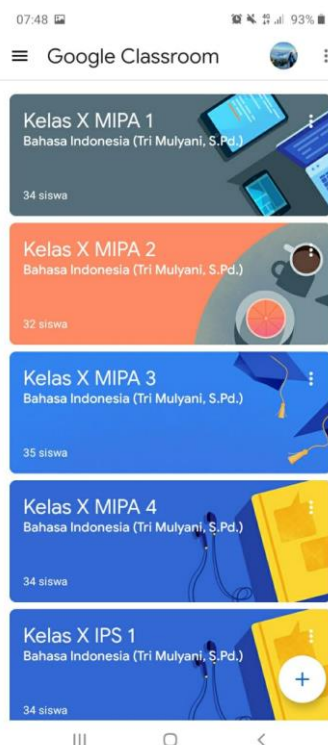 07:48
93%
Google Classroom
Kelas X MIPA 1
Bahasa Indonesia (Tri Mulyani, S.Pd.)
34 siswa
Kelas X MIPA 2
Bahasa Indonesia (Tri Mulyani, S.Pd.)
32 siswa
Kelas X MIPA 3
Bahasa Indonesia (Tri Mulyani, S.Pd.)
35 siswa
Kelas X MIPA 4
Bahasa Indonesia (Tri Mulyani, S.Pd.)
34 siswa
Kelas X IPS 1
Bahasa Indonesia (Tri Mulyani, S.Pd.)
34 siswa